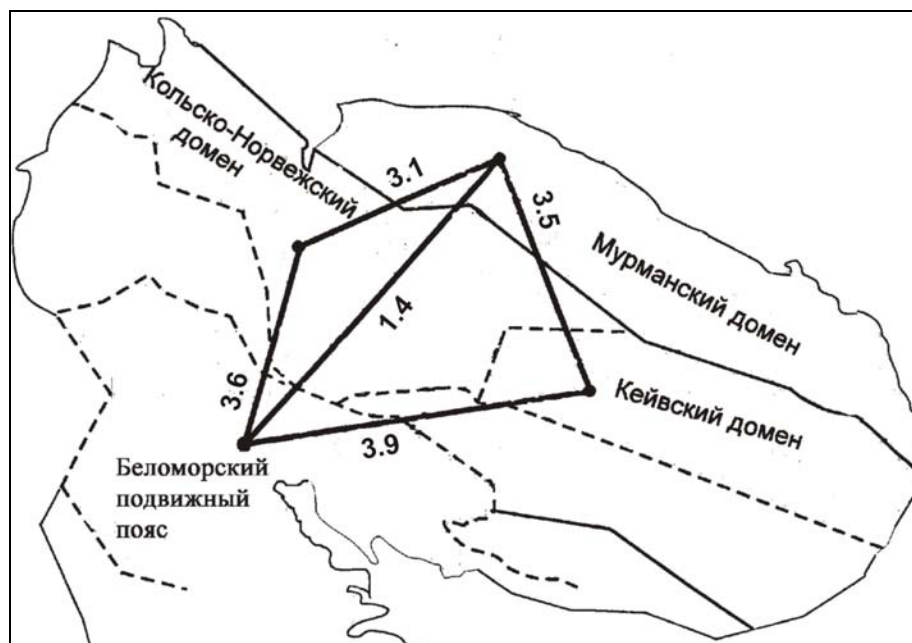 Кольско-Норвежский
домен
3.1
3.5
Мурманский домен
1.4
3.6
Кейвский домен
3.9
Беломорский
подвижный
пояс